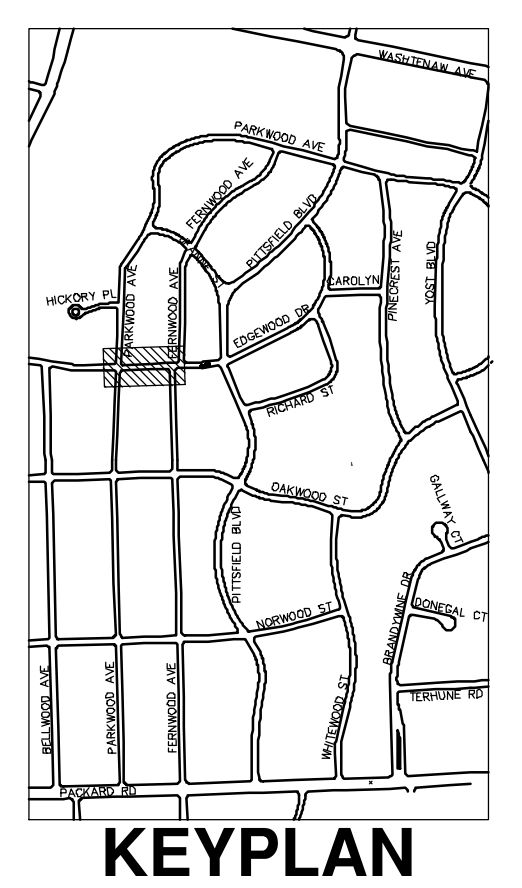 WASHTENAW AVE
PARKWOOD AVE
FERNWOOD AVE
PITTSFIELD BLVD
PINECREST AVE
YOST BLVD
CAROLYN
HICKORY PL
PARKWOOD AVE
FERNWOOD AVE
EDGEWOOD DR
RICHARD ST
OAKWOOD ST
GALLWAY CT
PITTSFIELD BLVD
NORWOOD ST
BRANDYWINE DR
DONEGAL CT
BELLWOOD AVE
PARKWOOD AVE
FERNWOOD AVE
WHITEWOOD ST
TERHUNE RD
PACKARD RD
KEYPLAN